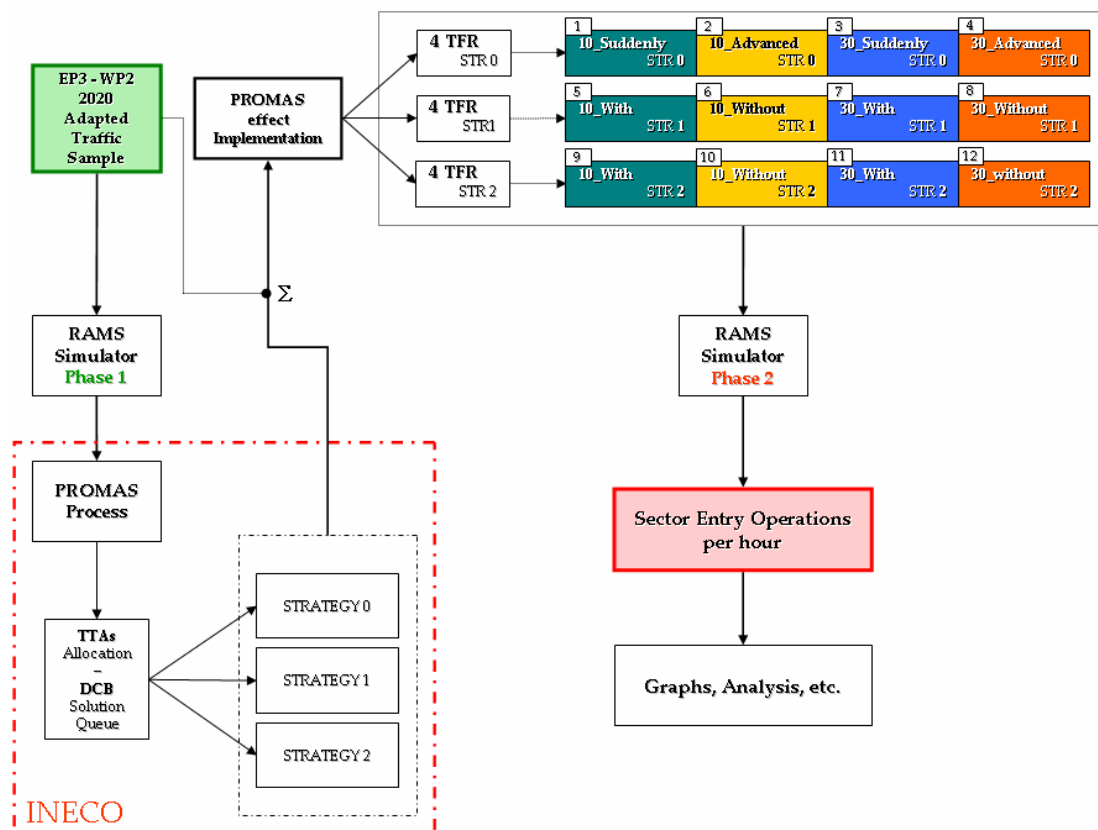 EP3 - WP2
2020
Adapted
Traffic
Sample
PROMAS
effect
Implementation
4 TFR
STR 0
4 TFR
STR1
4 TFR
STR 2
1
10_Suddenly
STR 0
2
10_Advanced
STR 0
3
30_Suddenly
STR 0
4
30_Advanced
STR 0
5
10_With
STR 1
6
10_Without
STR 1
7
30_With
STR 1
8
30_Without
STR 1
9
10_With
STR 2
10
10_Without
STR 2
11
30_With
STR 2
12
30_without
STR 2
Σ
RAMS
Simulator
Phase 1
RAMS
Simulator
Phase 2
PROMAS
Process
Sector Entry Operations
per hour
TTAs
Allocation
–
DCB
Solution
Queue
STRATEGY 0
STRATEGY 1
STRATEGY 2
Graphs, Analysis, etc.
INECO